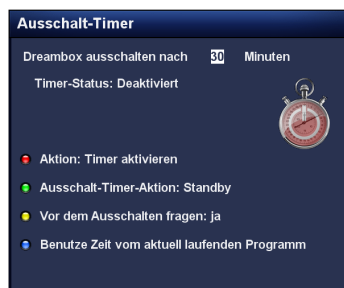 Ausschalt-Timer
Dreambox ausschalten nach 30 Minuten
Timer-Status: Deaktiviert
Aktion: Timer aktivieren
Ausschalt-Timer-Aktion: Standby
Vor dem Ausschalten fragen: ja
Benutze Zeit vom aktuell laufenden Programm